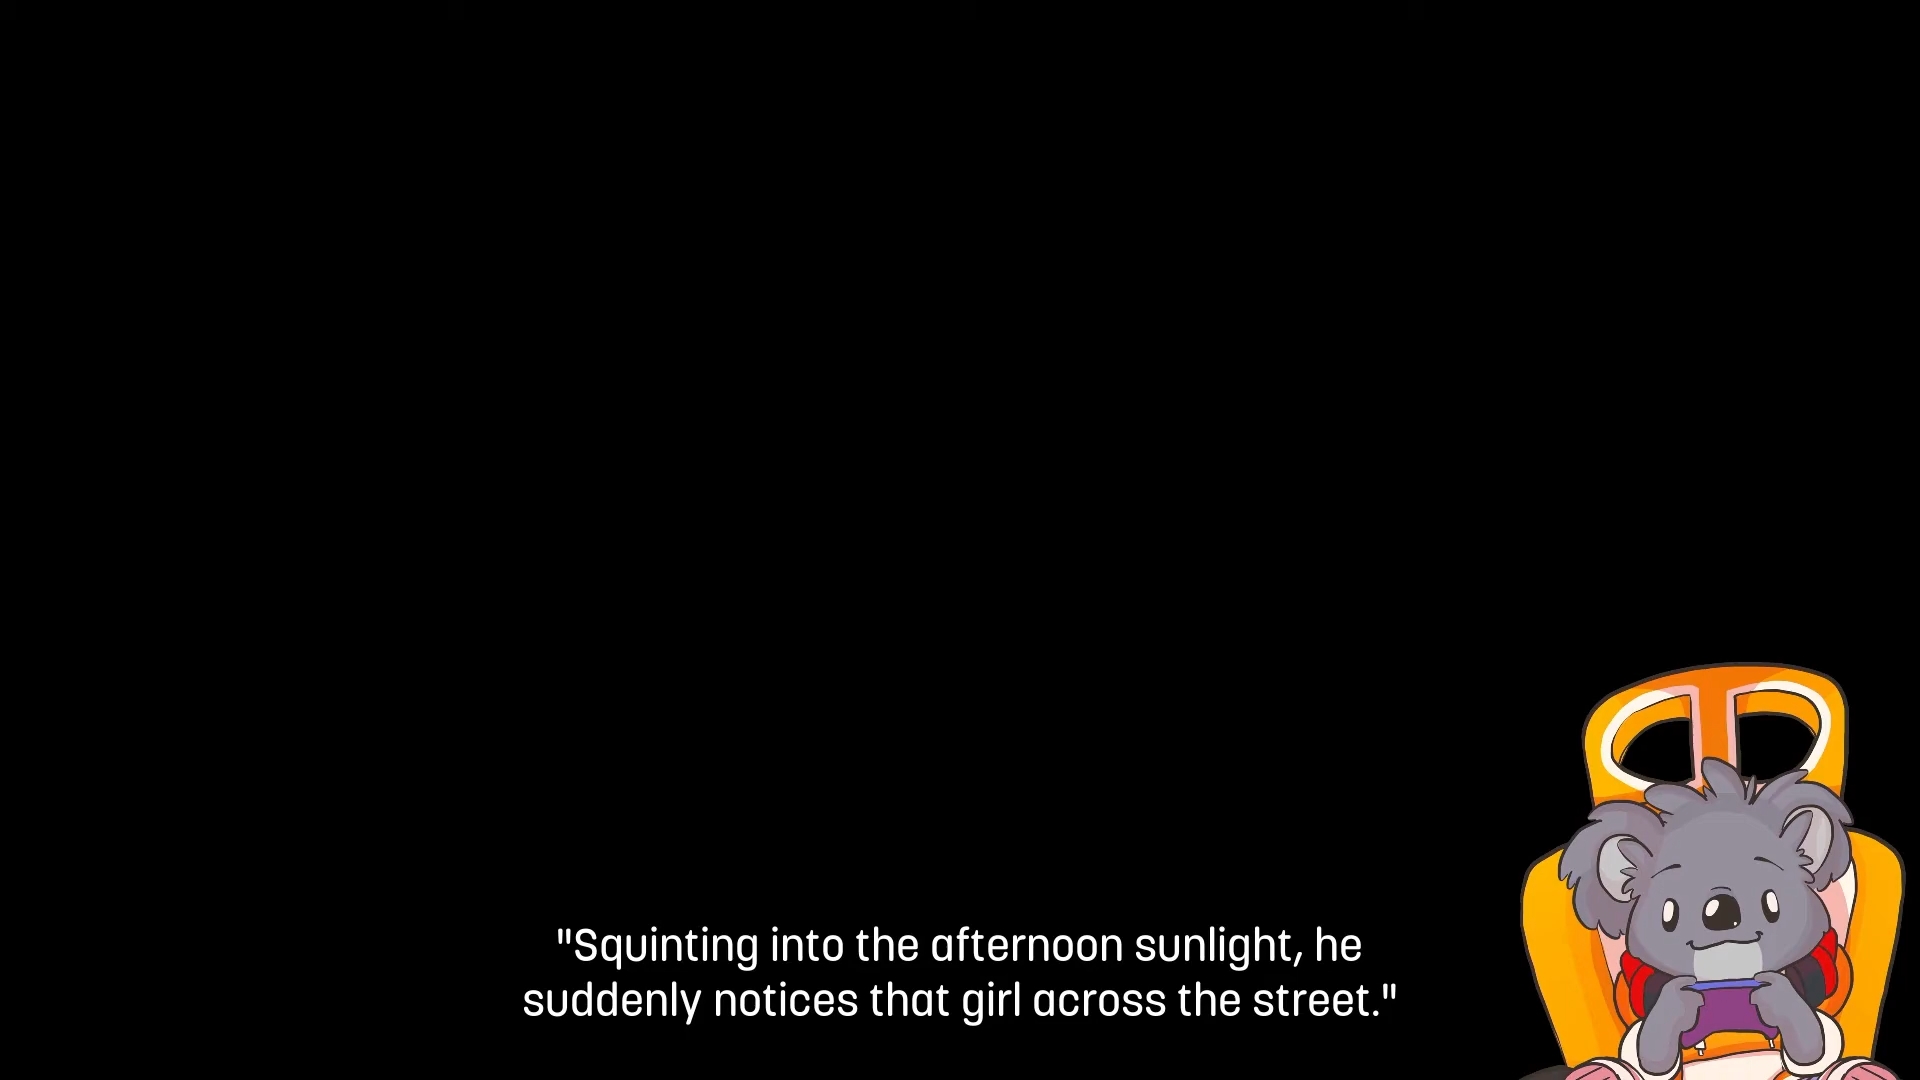 "Squinting into the afternoon sunlight, he
suddenly notices that girl across the street."